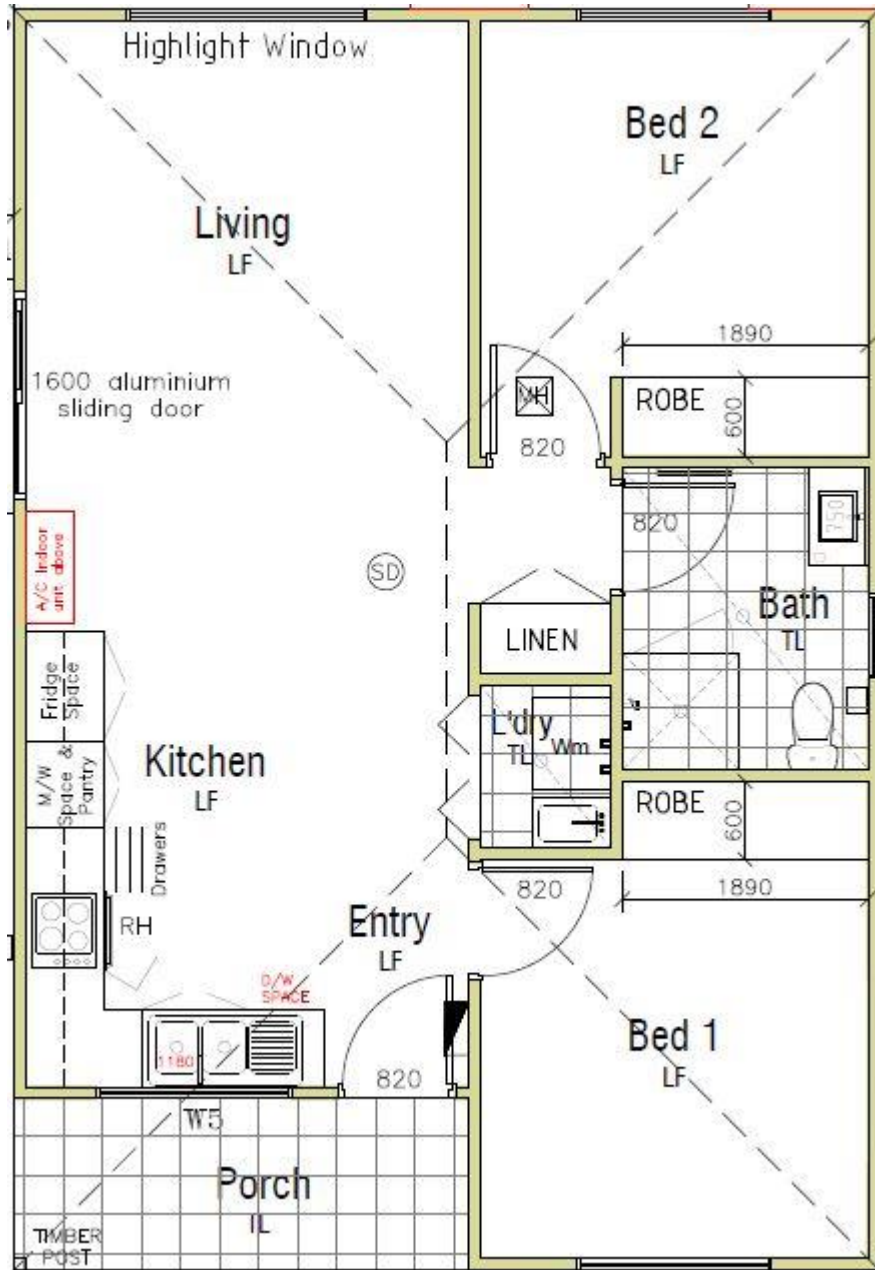 Highlight Window
Bed 2
LF
Living
LF
1890
1600 aluminium
sliding door
MH
ROBE
600
820
820
750
A/C Indoor
unit above
SD
Bath
TL
LINEN
Fridge
Space
L'dry
TL
Wm
Kitchen
LF
M/W
Space &
Pantry
ROBE
600
Drawers
820
1890
RH
Entry
LF
D/W
SPACE
Bed 1
LF
1180
820
W5
Porch
TL
TIMBER
POST